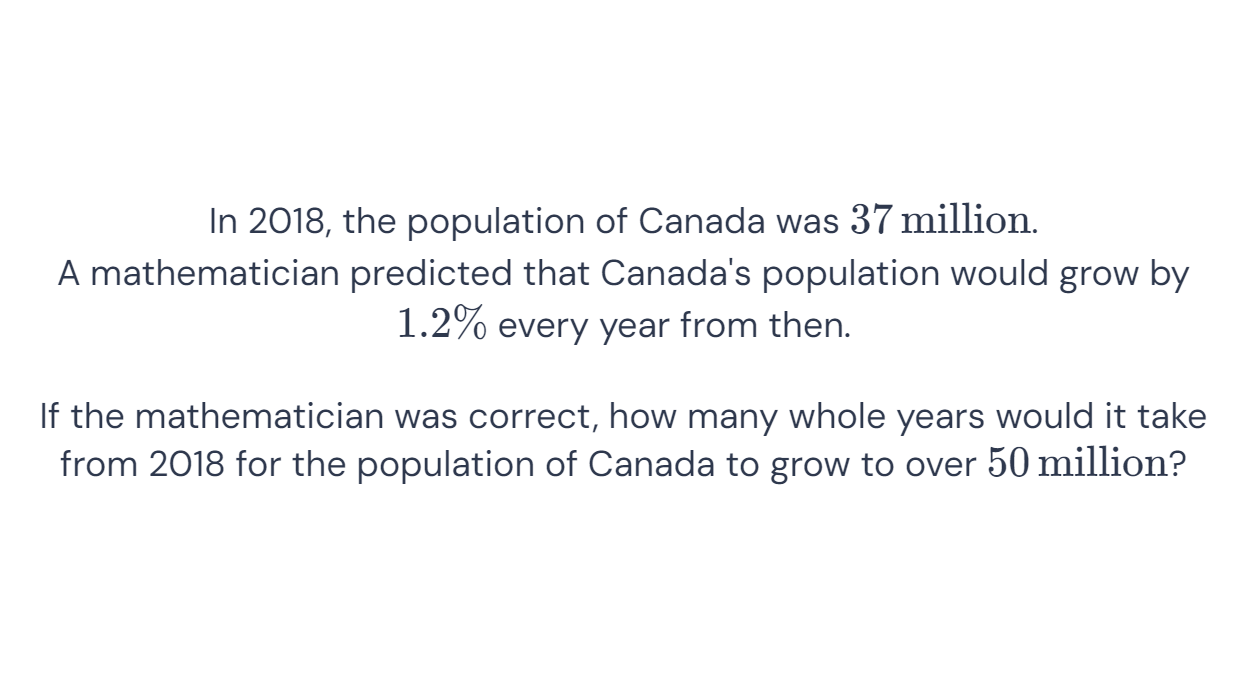 In 2018, the population of Canada was 37 million.
A mathematician predicted that Canada's population would grow by
1.2% every year from then.
If the mathematician was correct, how many whole years would it take
from 2018 for the population of Canada to grow to over 50 million?